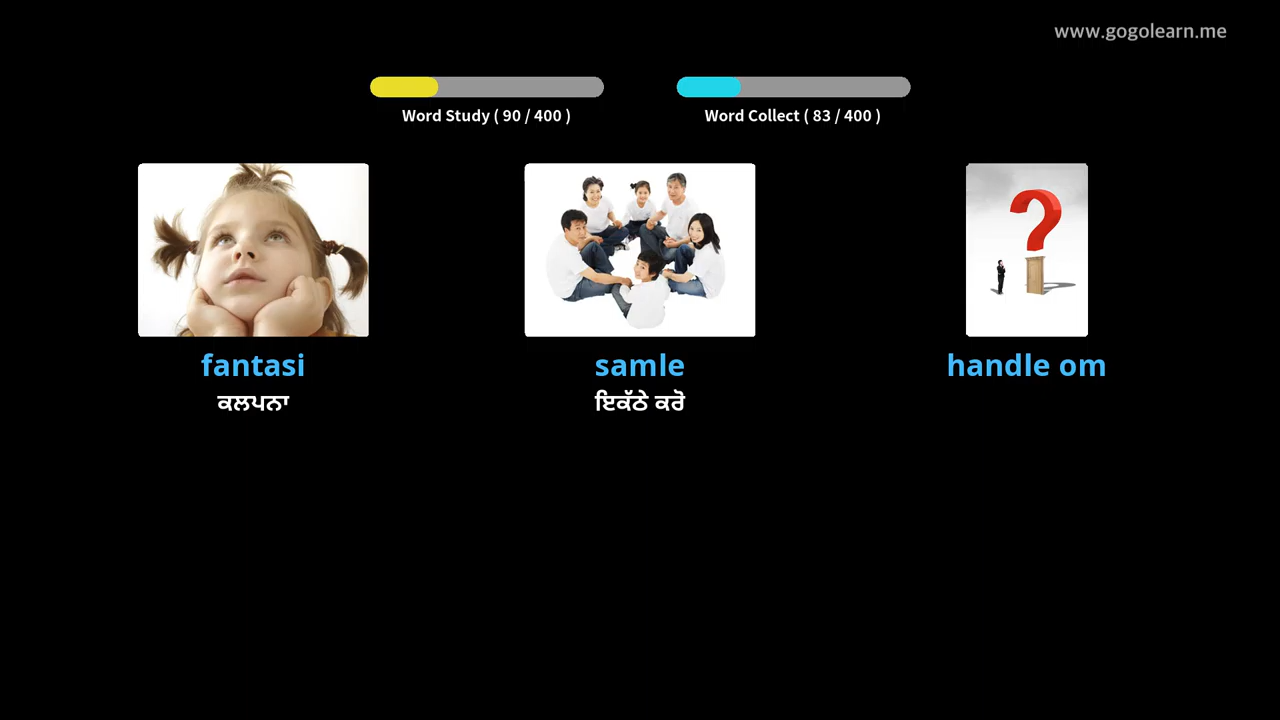 www.gogolearn.me
Word Study ( 90 / 400 )
Word Collect ( 83 / 400 )
fantasi
ਕਲਪਨਾ
samle
ਇਕੱਠੇ ਕਰੋ
handle om